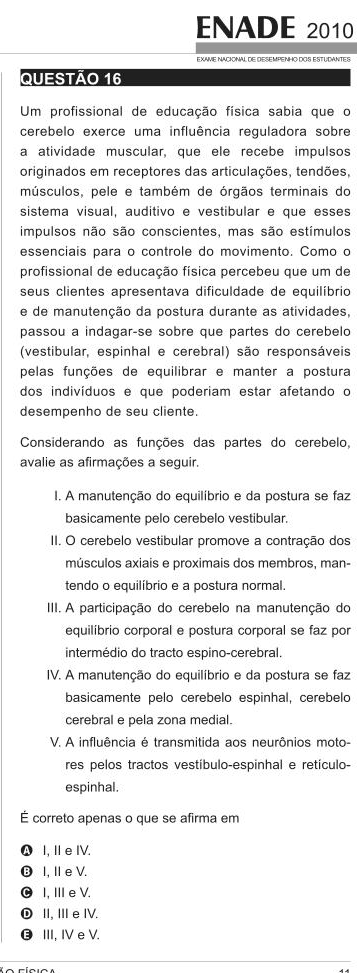 ENADE 2010
EXAME NACIONAL DE DESEMPENHO DOS ESTUDANTES
QUESTÃO 16
Um profissional de educação física sabia que o
cerebelo exerce uma influência reguladora sobre
a atividade muscular, que ele recebe impulsos
originados em receptores das articulações, tendões,
músculos, pele e também de órgãos terminais do
sistema visual, auditivo e vestibular e que esses
impulsos não são conscientes, mas são estímulos
essenciais para o controle do movimento. Como o
profissional de educação física percebeu que um de
seus clientes apresentava dificuldade de equilíbrio
e de manutenção da postura durante as atividades,
passou a indagar-se sobre que partes do cerebelo
(vestibular, espinhal e cerebral) são responsáveis
pelas funções de equilibrar e manter a postura
dos indivíduos e que poderiam estar afetando o
desempenho de seu cliente.
Considerando as funções das partes do cerebelo,
avalie as afirmações a seguir.
I. A manutenção do equilíbrio e da postura se faz
basicamente pelo cerebelo vestibular.
II. O cerebelo vestibular promove a contração dos
músculos axiais e proximais dos membros, man-
tendo o equilíbrio e a postura normal.
III. A participação do cerebelo na manutenção do
equilíbrio corporal e postura corporal se faz por
intermédio do tracto espino-cerebral.
IV. A manutenção do equilíbrio e da postura se faz
basicamente pelo cerebelo espinhal, cerebelo
cerebral e pela zona medial.
V. A influência é transmitida aos neurônios moto-
res pelos tractos vestíbulo-espinhal e retículo-
espinhal.
É correto apenas o que se afirma em
A I, II e IV.
B I, II e V.
C I, III e V.
D II, III e IV.
E III, IV e V.